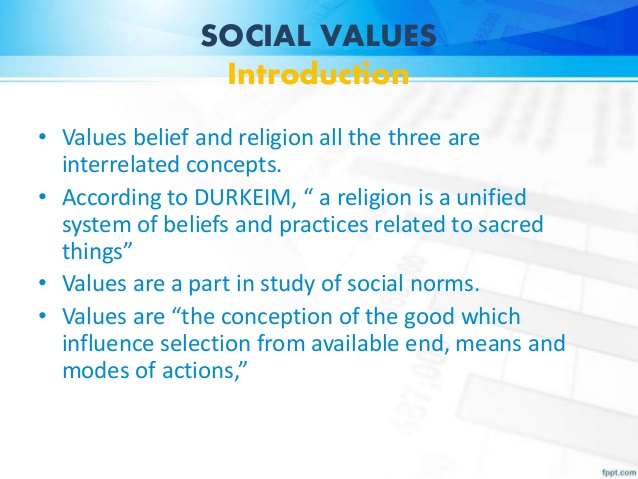 SOCIAL VALUES
Introduction
• Values belief and religion all the three are
interrelated concepts.
• According to DURKEIM, “ a religion is a unified
system of beliefs and practices related to sacred
things”
• Values are a part in study of social norms.
• Values are “the conception of the good which
influence selection from available end, means and
modes of actions,”
fppt.com